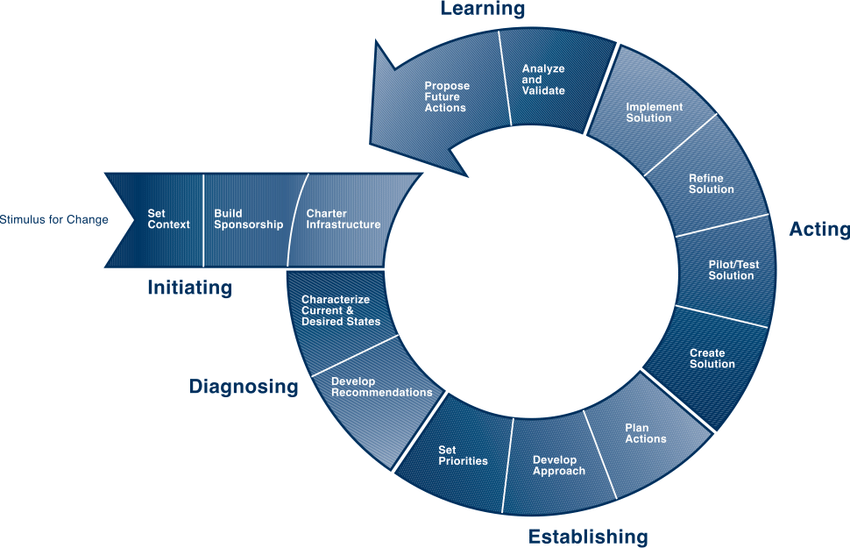 Learning
Propose
Future
Actions
Analyze
and
Validate
Implement
Solution
Refine
Solution
Acting
Pilot/Test
Solution
Create
Solution
Stimulus for Change
Set
Context
Build
Sponsorship
Charter
Infrastructure
Initiating
Characterize
Current &
Desired States
Diagnosing
Develop
Recommendations
Set
Priorities
Develop
Approach
Plan
Actions
Establishing